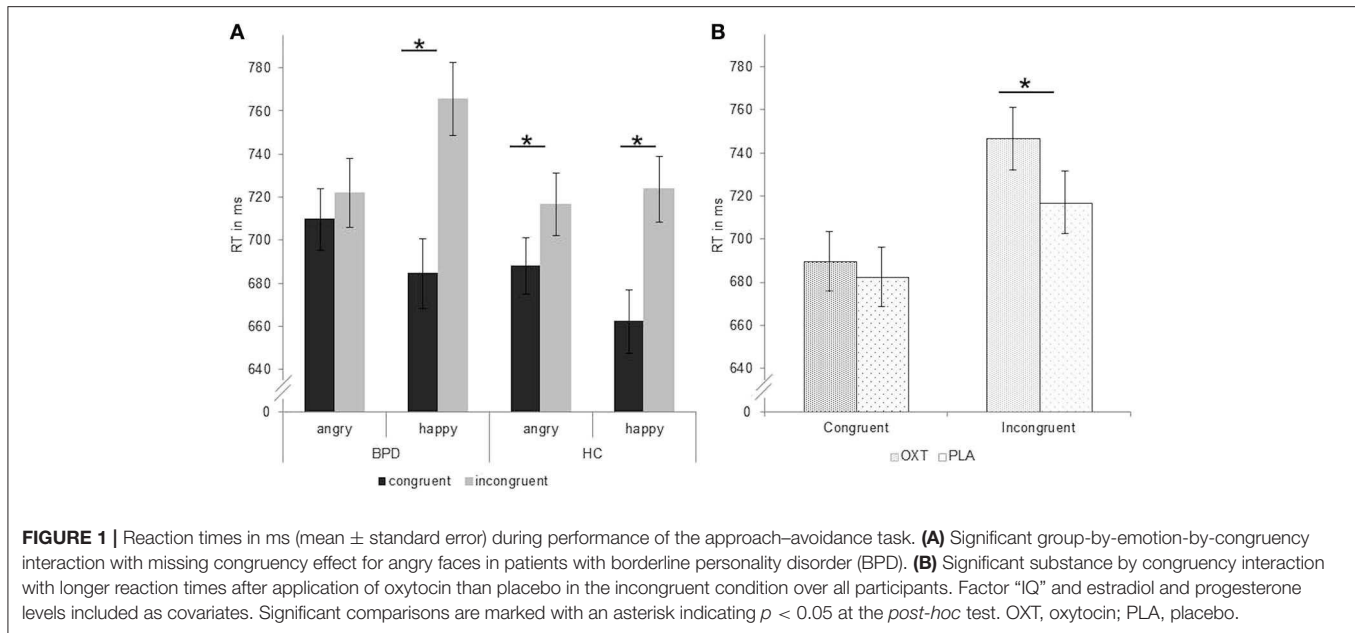 A
*
780
760
740
720
700
680
660
640
0
RT in ms
*
*
angry
happy
angry
happy
BPD
HC
congruent
incongruent
B
*
780
760
740
720
700
680
660
640
0
RT in ms
Congruent
Incongruent
OXT
PLA
FIGURE 1 | Reaction times in ms (mean ± standard error) during performance of the approach–avoidance task. (A) Significant group-by-emotion-by-congruency
interaction with missing congruency effect for angry faces in patients with borderline personality disorder (BPD). (B) Significant substance by congruency interaction
with longer reaction times after application of oxytocin than placebo in the incongruent condition over all participants. Factor “IQ” and estradiol and progesterone
levels included as covariates. Significant comparisons are marked with an asterisk indicating p < 0.05 at the post-hoc test. OXT, oxytocin; PLA, placebo.